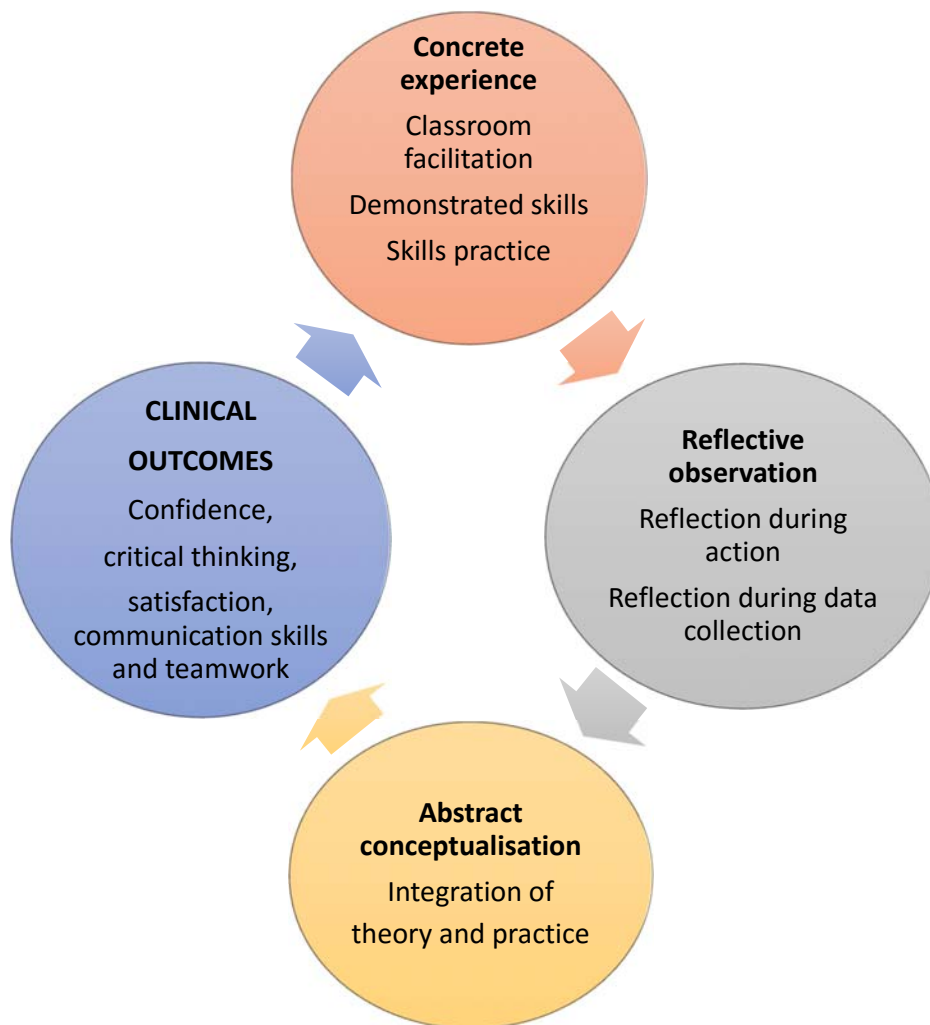 Concrete
experience
Classroom
facilitation
Demonstrated skills
Skills practice
CLINICAL
OUTCOMES
Confidence,
critical thinking,
satisfaction,
communication skills
and teamwork
Reflective
observation
Reflection during
action
Reflection during data
collection
Abstract
conceptualisation
Integration of
theory and practice